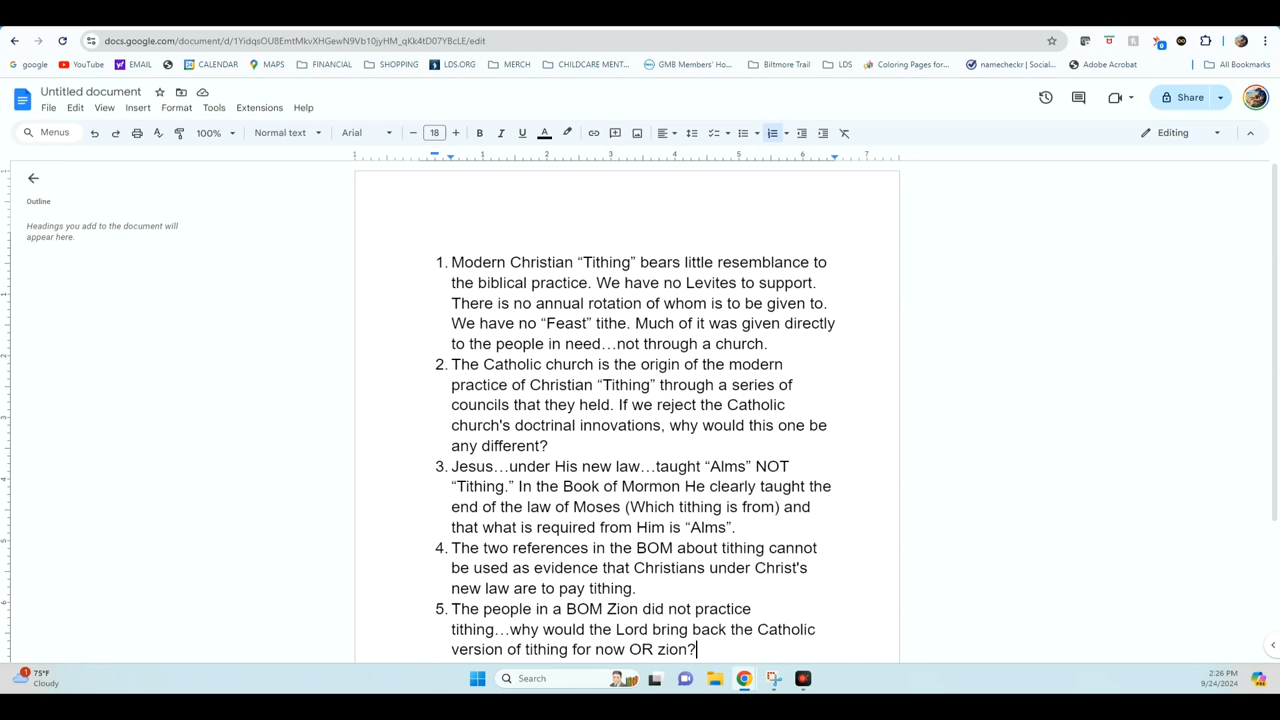 docs.google.com/document/d/1YidqsOU8EmtMkvXHGewN9Vb10jyHM_qKk4tD07YBcLE/edit
google YouTube EMAIL CALENDAR MAPS FINANCIAL SHOPPING LDS.ORG MERCH CHILDCARE MENT... GMB Members' Ho... Biltmore Trail LDS Coloring Pages for... namecheckr | Social... Adobe Acrobat All Bookmarks
Untitled document
File Edit View Insert Format Tools Extensions Help
Share
Menus 100% Normal text Arial 18 B I U A Editing
1 1 2 3 4 5 6 7
Outline
Headings you add to the document will
appear here.
1. Modern Christian “Tithing” bears little resemblance to
the biblical practice. We have no Levites to support.
There is no annual rotation of whom is to be given to.
We have no “Feast” tithe. Much of it was given directly
to the people in need…not through a church.
2. The Catholic church is the origin of the modern
practice of Christian “Tithing” through a series of
councils that they held. If we reject the Catholic
church's doctrinal innovations, why would this one be
any different?
3. Jesus…under His new law…taught “Alms” NOT
“Tithing.” In the Book of Mormon He clearly taught the
end of the law of Moses (Which tithing is from) and
that what is required from Him is “Alms”.
4. The two references in the BOM about tithing cannot
be used as evidence that Christians under Christ's
new law are to pay tithing.
5. The people in a BOM Zion did not practice
tithing…why would the Lord bring back the Catholic
version of tithing for now OR zion?
1
75°F
Cloudy
Search
2:26 PM
9/24/2024